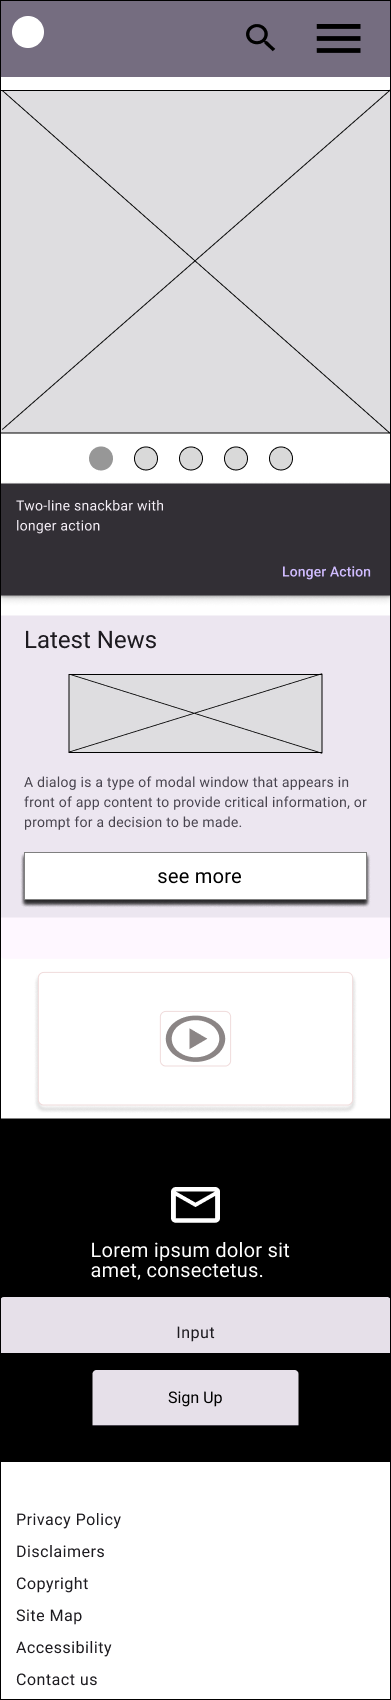 Two-line snackbar with
longer action
Longer Action
Latest News
A dialog is a type of modal window that appears in
front of app content to provide critical information, or
prompt for a decision to be made.
see more
Lorem ipsum dolor sit
amet, consectetus.
Input
Sign Up
Privacy Policy
Disclaimers
Copyright
Site Map
Accessibility
Contact us